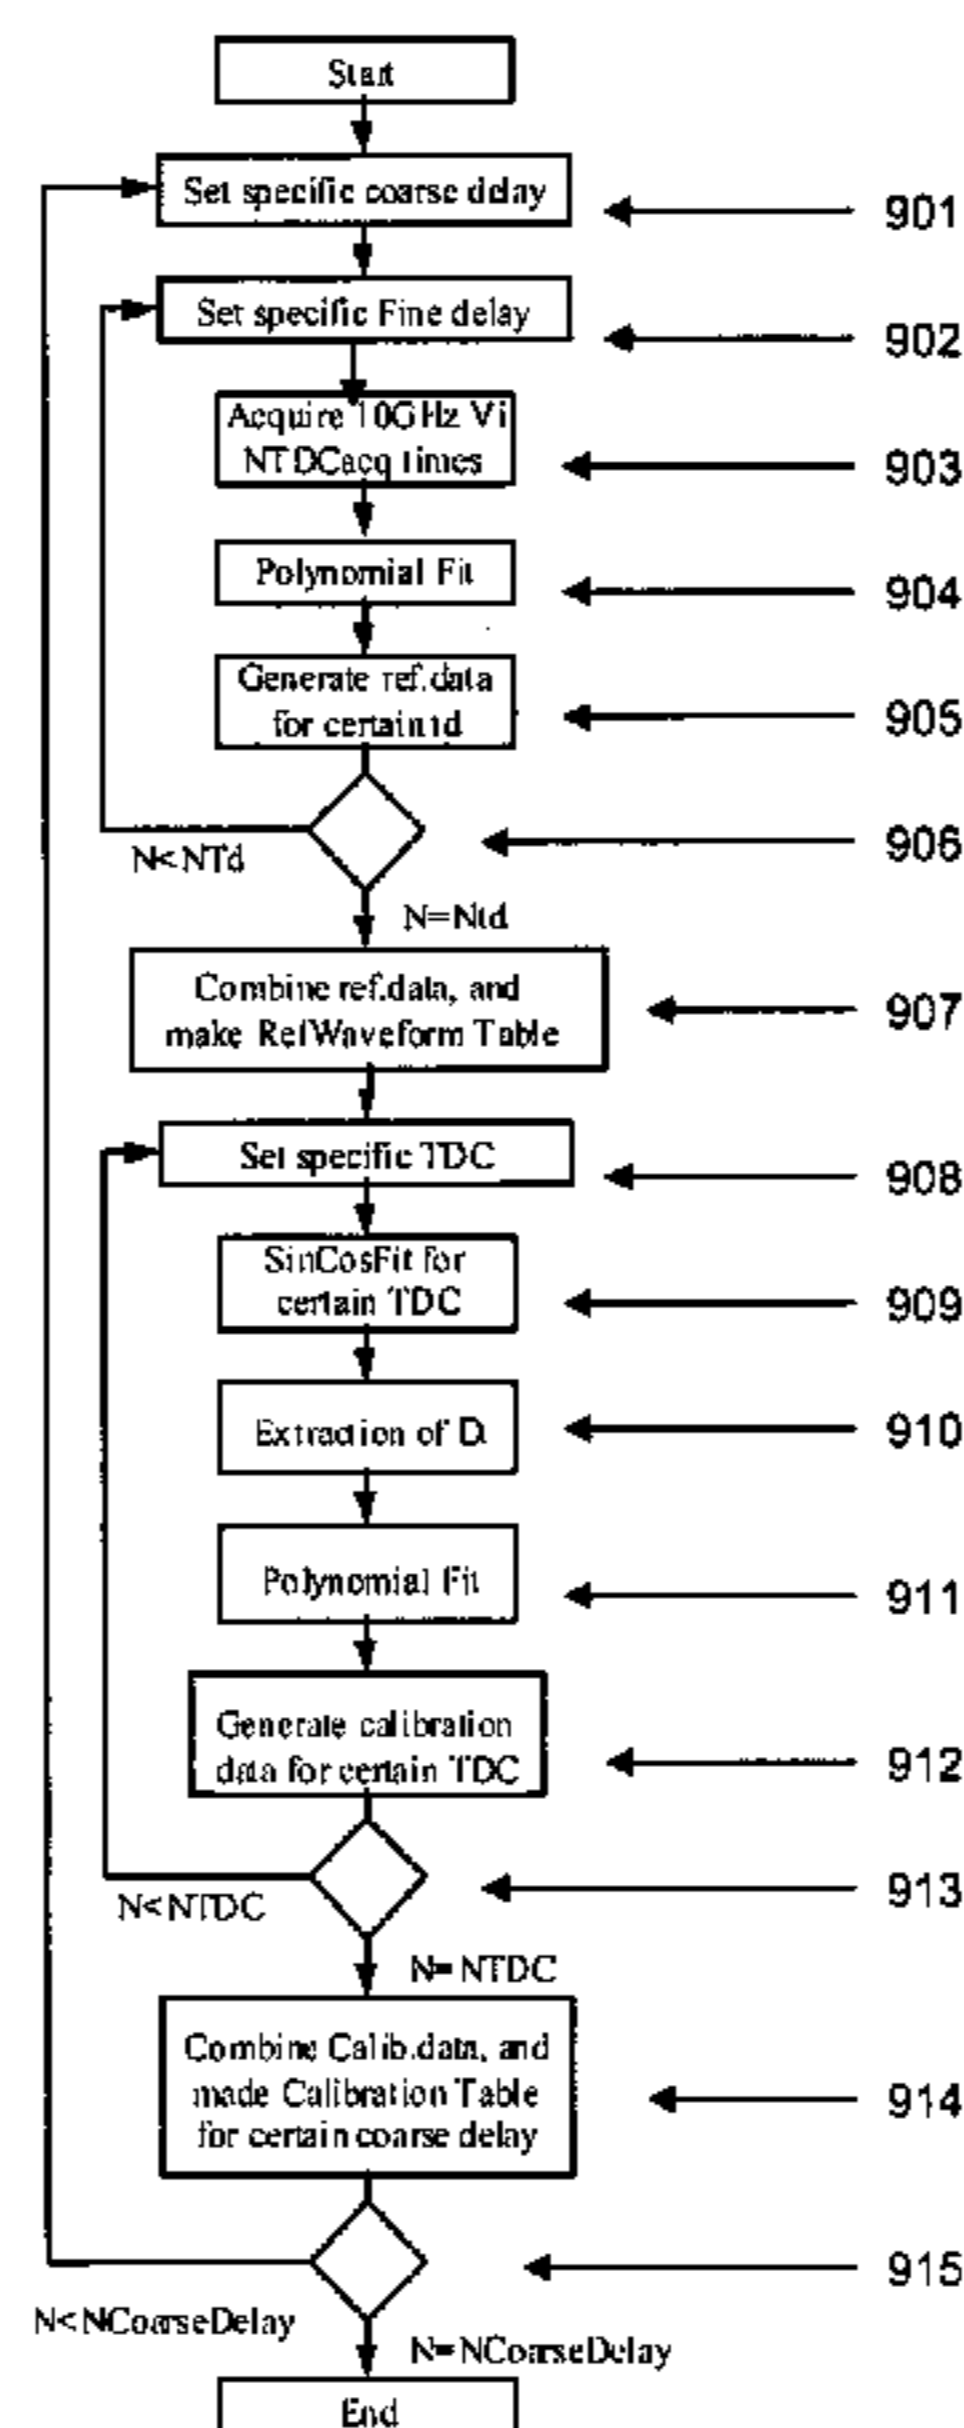 Start
Set specific coarse delay
901
Set specific Fine delay
902
Acquire 10GHz Vi
NTDCacq times
903
Polynomial Fit
904
Generate ref.data
for certain td
905
906
N<NTd
N=Ntd
Combine ref.data, and
make RefWaveform Table
907
Set specific TDC
908
SinCosFit for
certain TDC
909
Extraction of Di
910
Polynomial Fit
911
Generate calibration
data for certain TDC
912
913
N<NTDC
N=NTDC
Combine Calib.data, and
made Calibration Table
for certain coarse delay
914
915
N<NCoarseDelay
N=NCoarseDelay
End